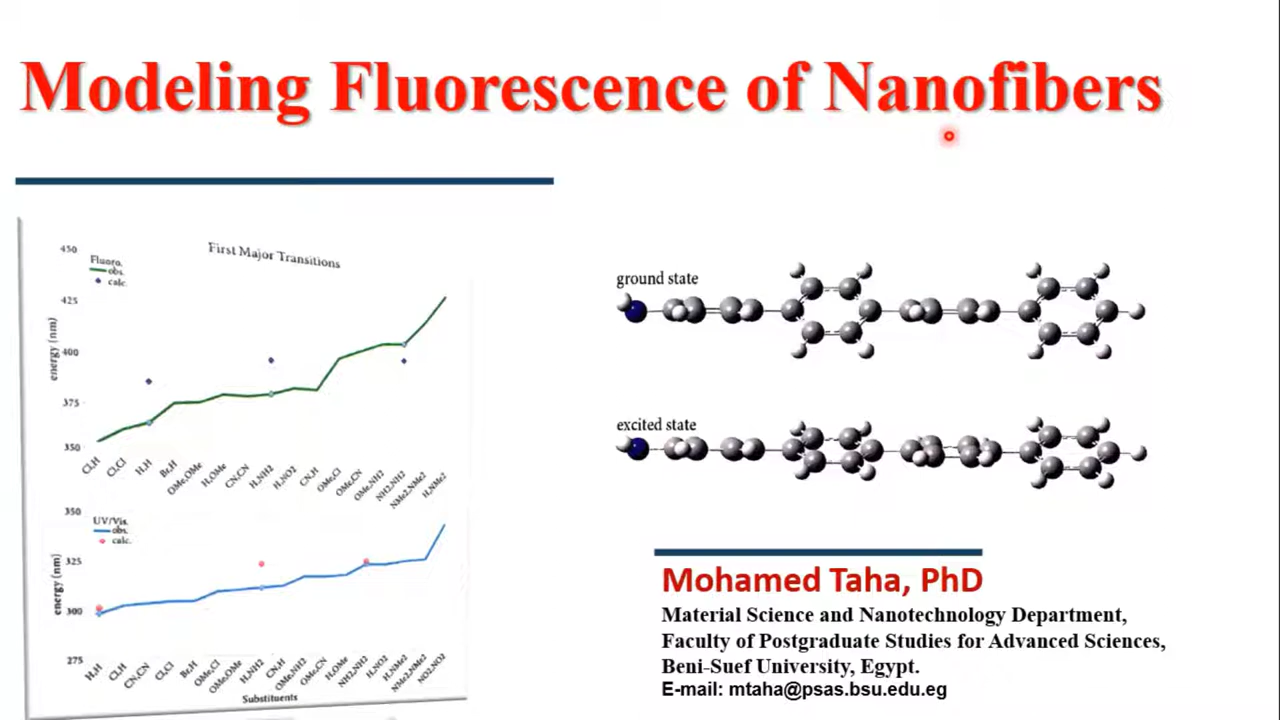 Modeling Fluorescence of Nanofibers
First Major Transitions
450
Fluoro.
obs.
calc.
425
energy (nm)
400
375
350
Cl,H
Cl,Cl
H,H
Br,H
OMe,OMe
H,OMe
CN,CN
H,NH2
H,NO2
CN,H
OMe,Cl
OMe,CN
OMe,NH2
NH2,NH2
NMe2,NMe2
H,NMe2
350
UV/Vis.
obs.
calc.
325
energy (nm)
300
275
H,H
Cl,H
CN,CN
Cl,Cl
Br,H
OMe,Cl
OMe,OMe
H,NH2
CN,H
OMe,NH2
OMe,CN
H,OMe
NH2,NH2
H,NO2
H,NMe2
NMe2,NMe2
NO2,NO2
Substituents
ground state
excited state
Mohamed Taha, PhD
Material Science and Nanotechnology Department,
Faculty of Postgraduate Studies for Advanced Sciences,
Beni-Suef University, Egypt.
E-mail: mtaha@psas.bsu.edu.eg